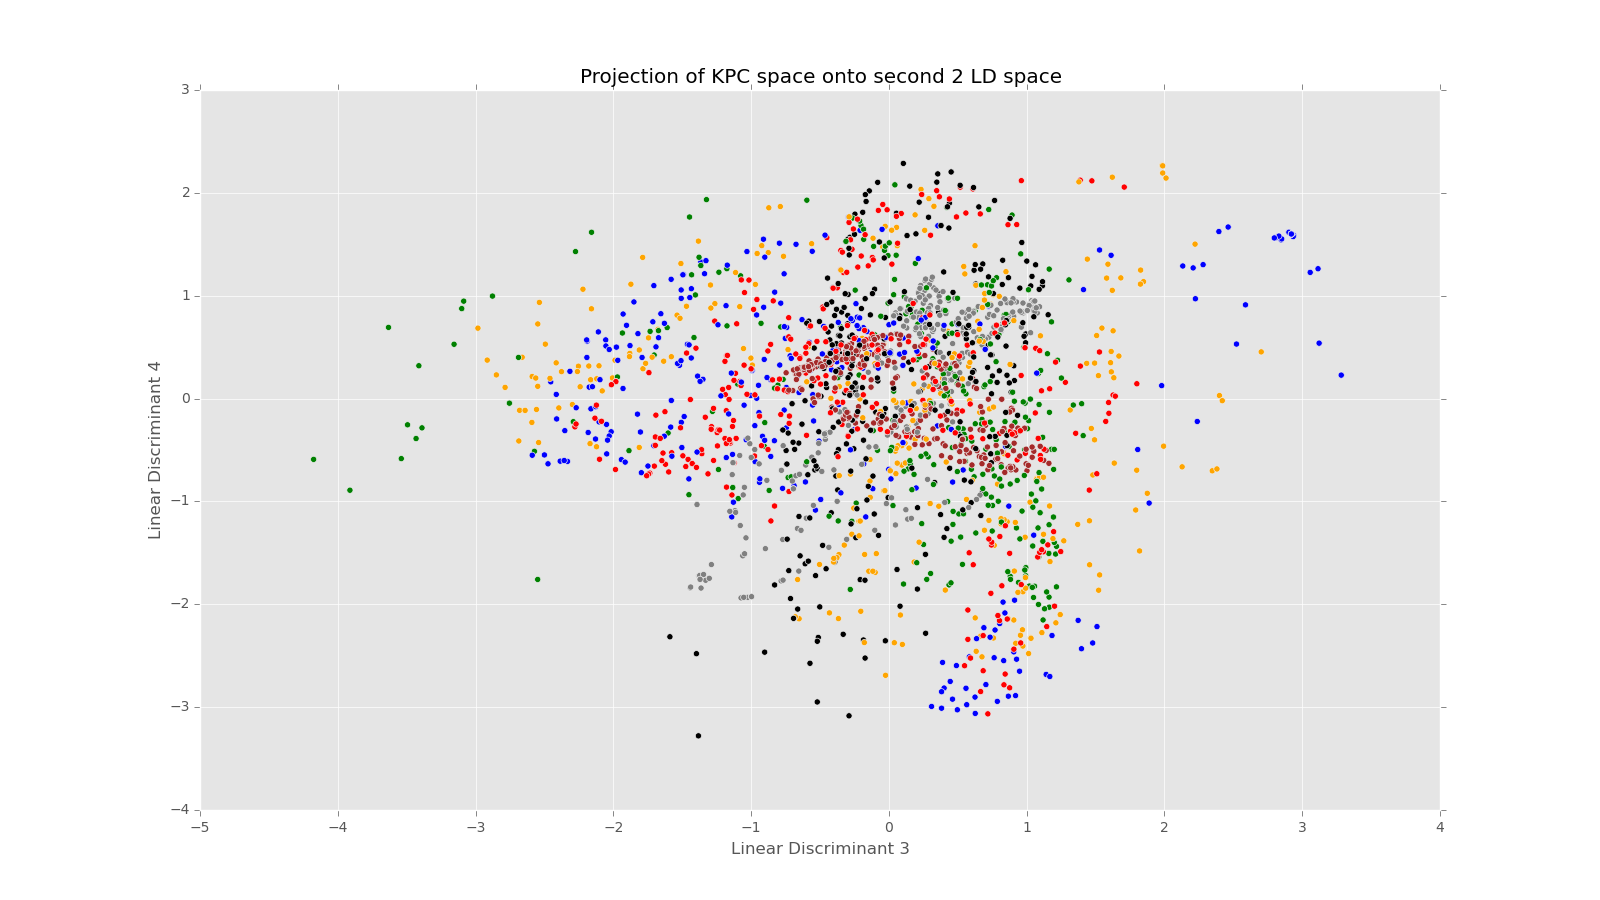 Projection of KPC space onto second 2 LD space
3
2
1
0
−1
−2
−3
−4
Linear Discriminant 4
−5 −4 −3 −2 −1 0 1 2 3 4
Linear Discriminant 3